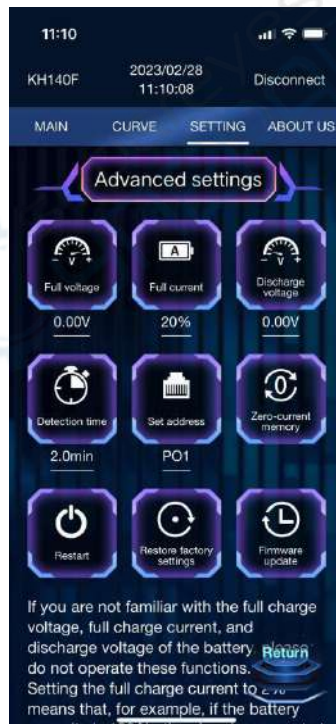 11:10
KH140F
2023/02/28
11:10:08
Disconnect
MAIN CURVE SETTING ABOUT US
Advanced settings
Full voltage
Full current
Discharge
voltage
0.00V 20% 0.00V
Detection time
Set address
Zero-current
memory
2.0min PO1
Restart
Restore factory
settings
Firmware
update
If you are not familiar with the full charge
voltage, full charge current, and
discharge voltage of the battery, please
Return
do not operate these functions.
Setting the full charge current to 2%
means that, for example, if the battery